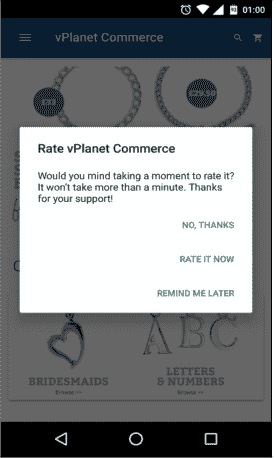 01:00
vPlanet Commerce
Rate vPlanet Commerce
Would you mind taking a moment to rate it?
It won't take more than a minute. Thanks
for your support!
NO, THANKS
RATE IT NOW
REMIND ME LATER
BRIDESMAIDS
Browse >>
ABC
LETTERS
& NUMBERS
Browse >>